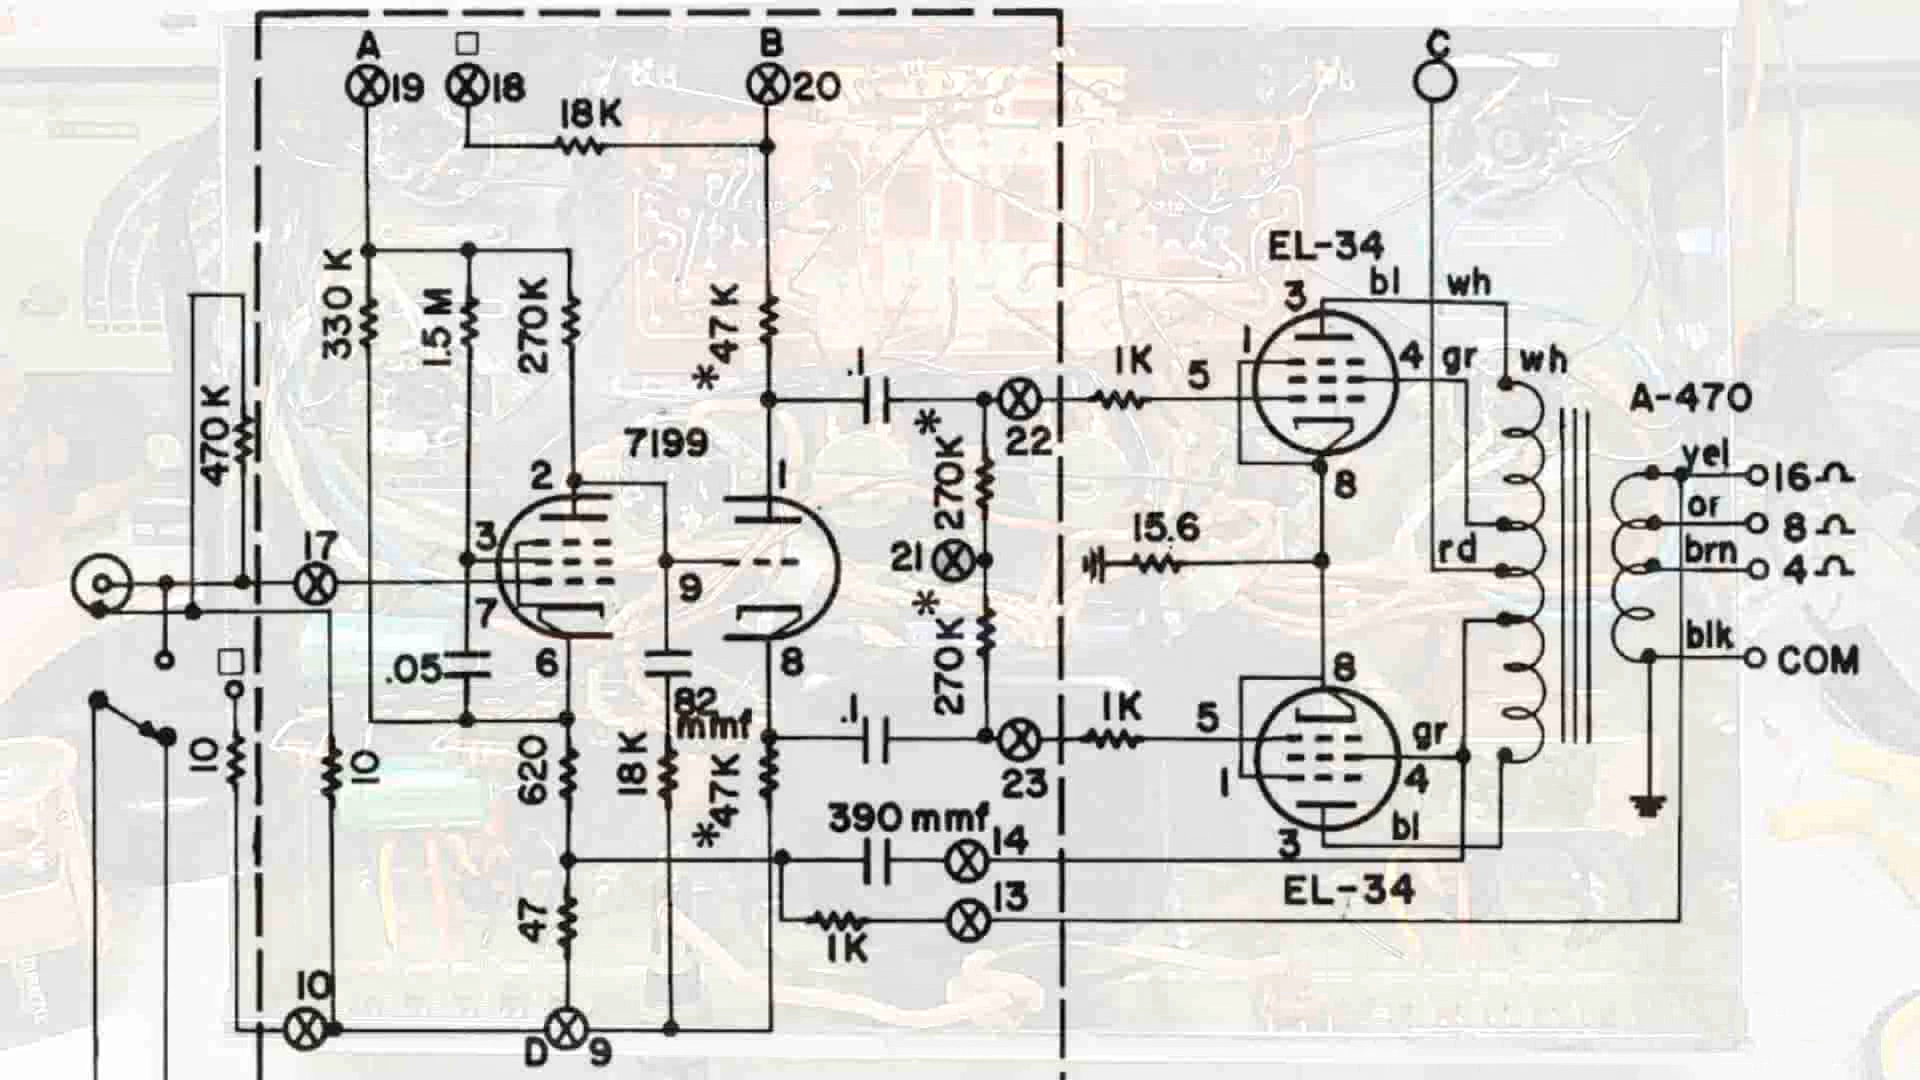 A □ B C
19 18 20
18K
EL-34
bl wh
330K 1.5 M 270K *47K
3
1 4 gr wh
.1 1K 5
A-470
470K
7199
* 270K
22
yel 16Ω
2 1
8
or 8Ω
17 3
21
15.6
rd brn 4Ω
7 9
* 270K
blk COM
□ .05 6 8
8
82
mmf
.1 1K 5
gr
10 10 620 18K *47K
23 1 4
390 mmf 14
3 bl
EL-34
47
13
1K
10
D 9